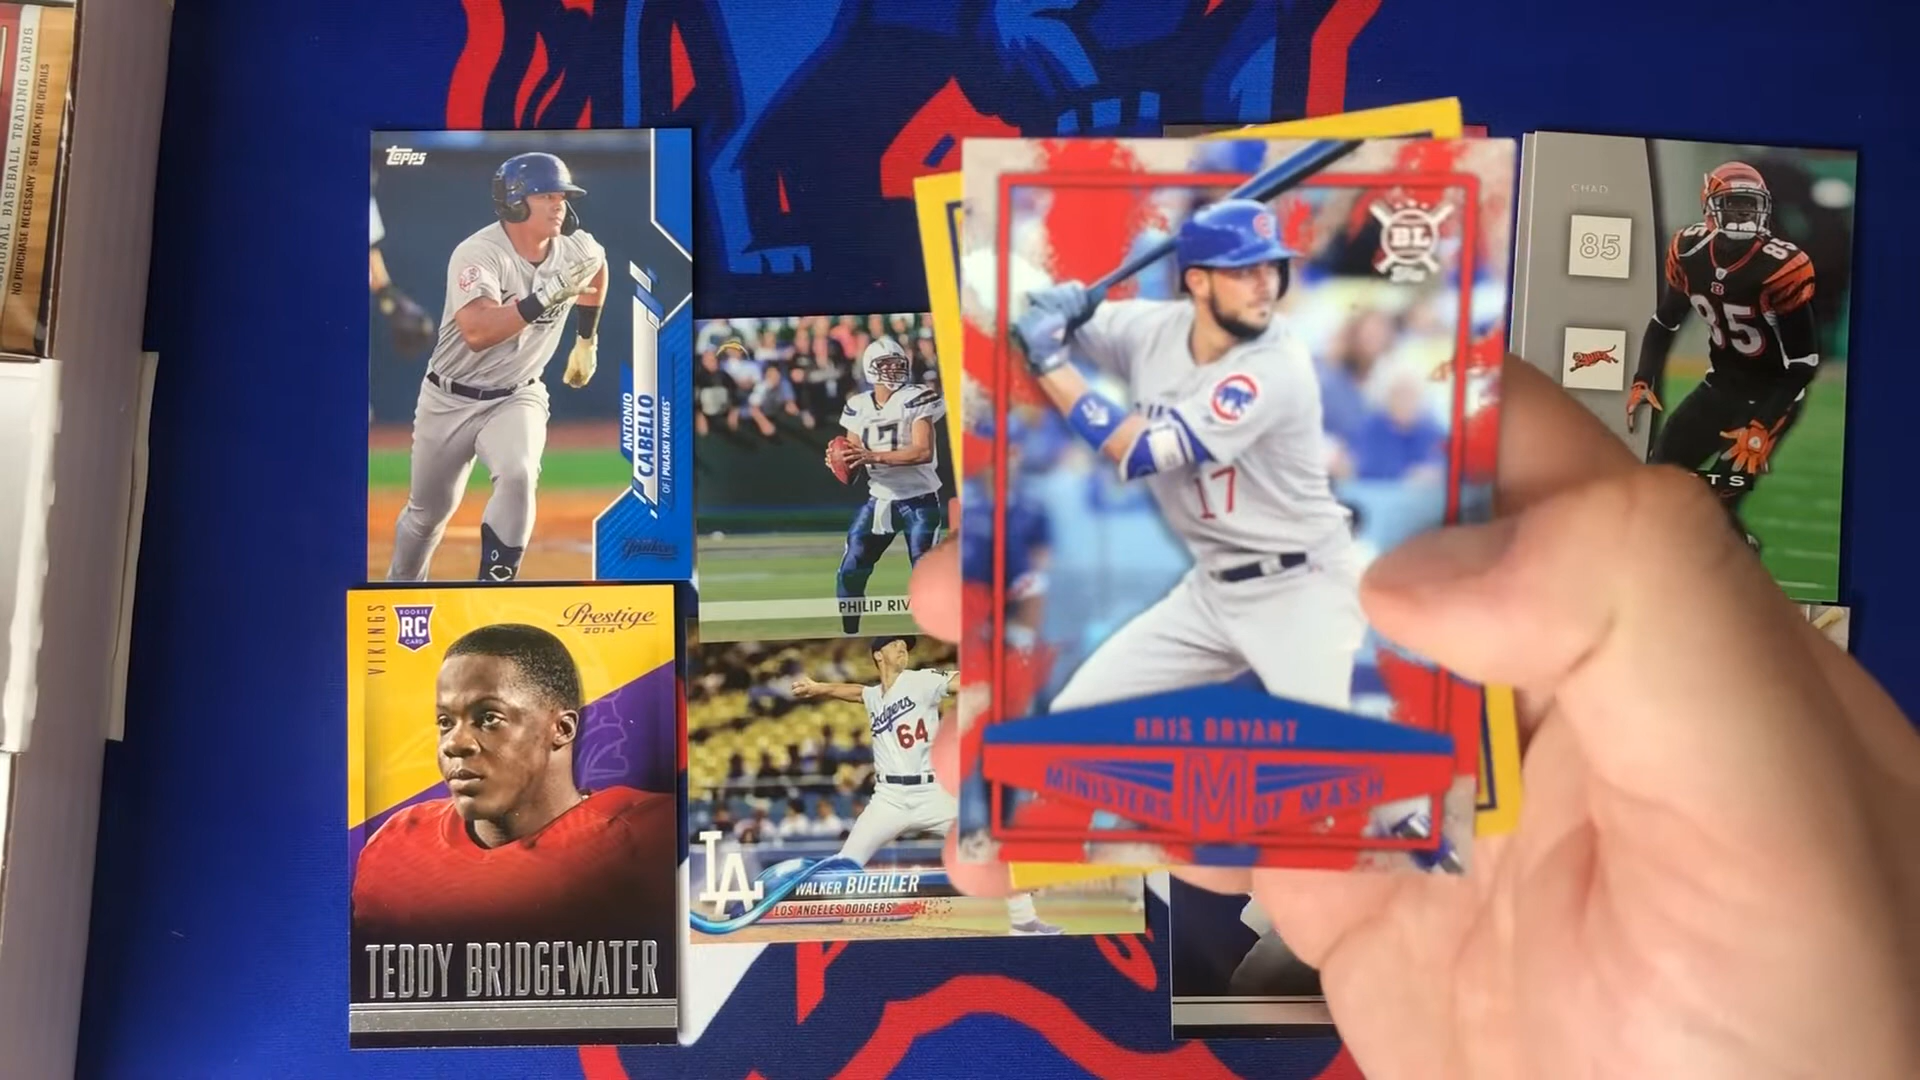 SSIONAL BASEBALL TRADING CARDS
NO PURCHASE NECESSARY - SEE BACK FOR DETAILS
Topps
ANTONIO
CABELLO
OF | PULASKI YANKEES™
Yankees
17
PHILIP RIV
VIKINGS
ROOKIE
RC
CARD
Prestige
2014
TEDDY BRIDGEWATER
Dodgers
64
LA
WALKER BUEHLER
LOS ANGELES DODGERS
BL
17
KRIS BRYANT
MINISTERS M OF MASH
CHAD
85
85
TS